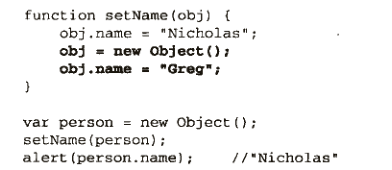 function setName(obj) {
    obj.name = "Nicholas";
    obj = new Object();
    obj.name = "Greg";
}

var person = new Object();
setName(person);
alert(person.name);    //"Nicholas"